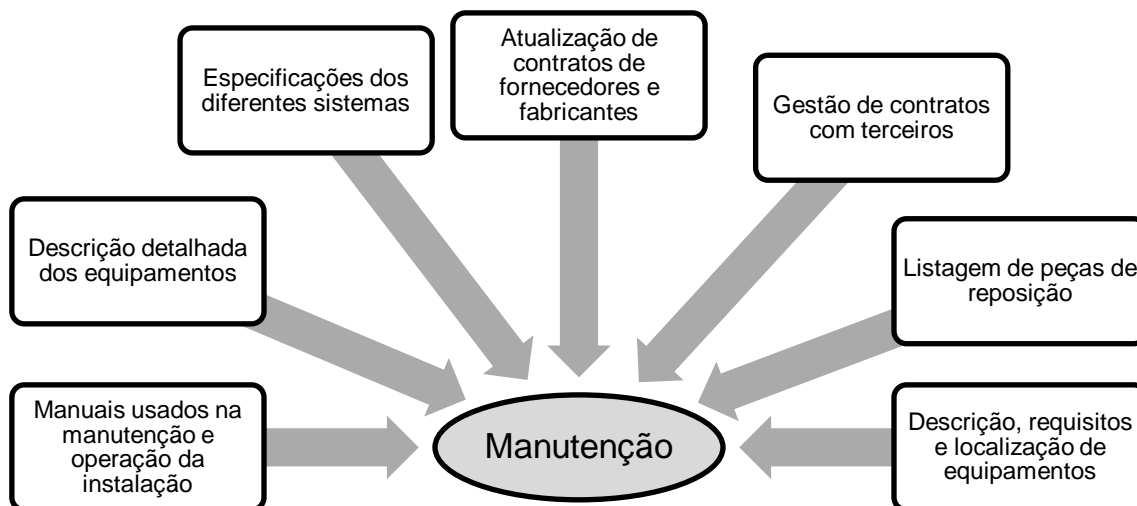 Atualização de
contratos de
fornecedores e
fabricantes
Especificações dos
diferentes sistemas
Gestão de contratos
com terceiros
Descrição detalhada
dos equipamentos
Listagem de peças de
reposição
Manuais usados na
manutenção e
operação da
instalação
Manutenção
Descrição, requisitos
e localização de
equipamentos